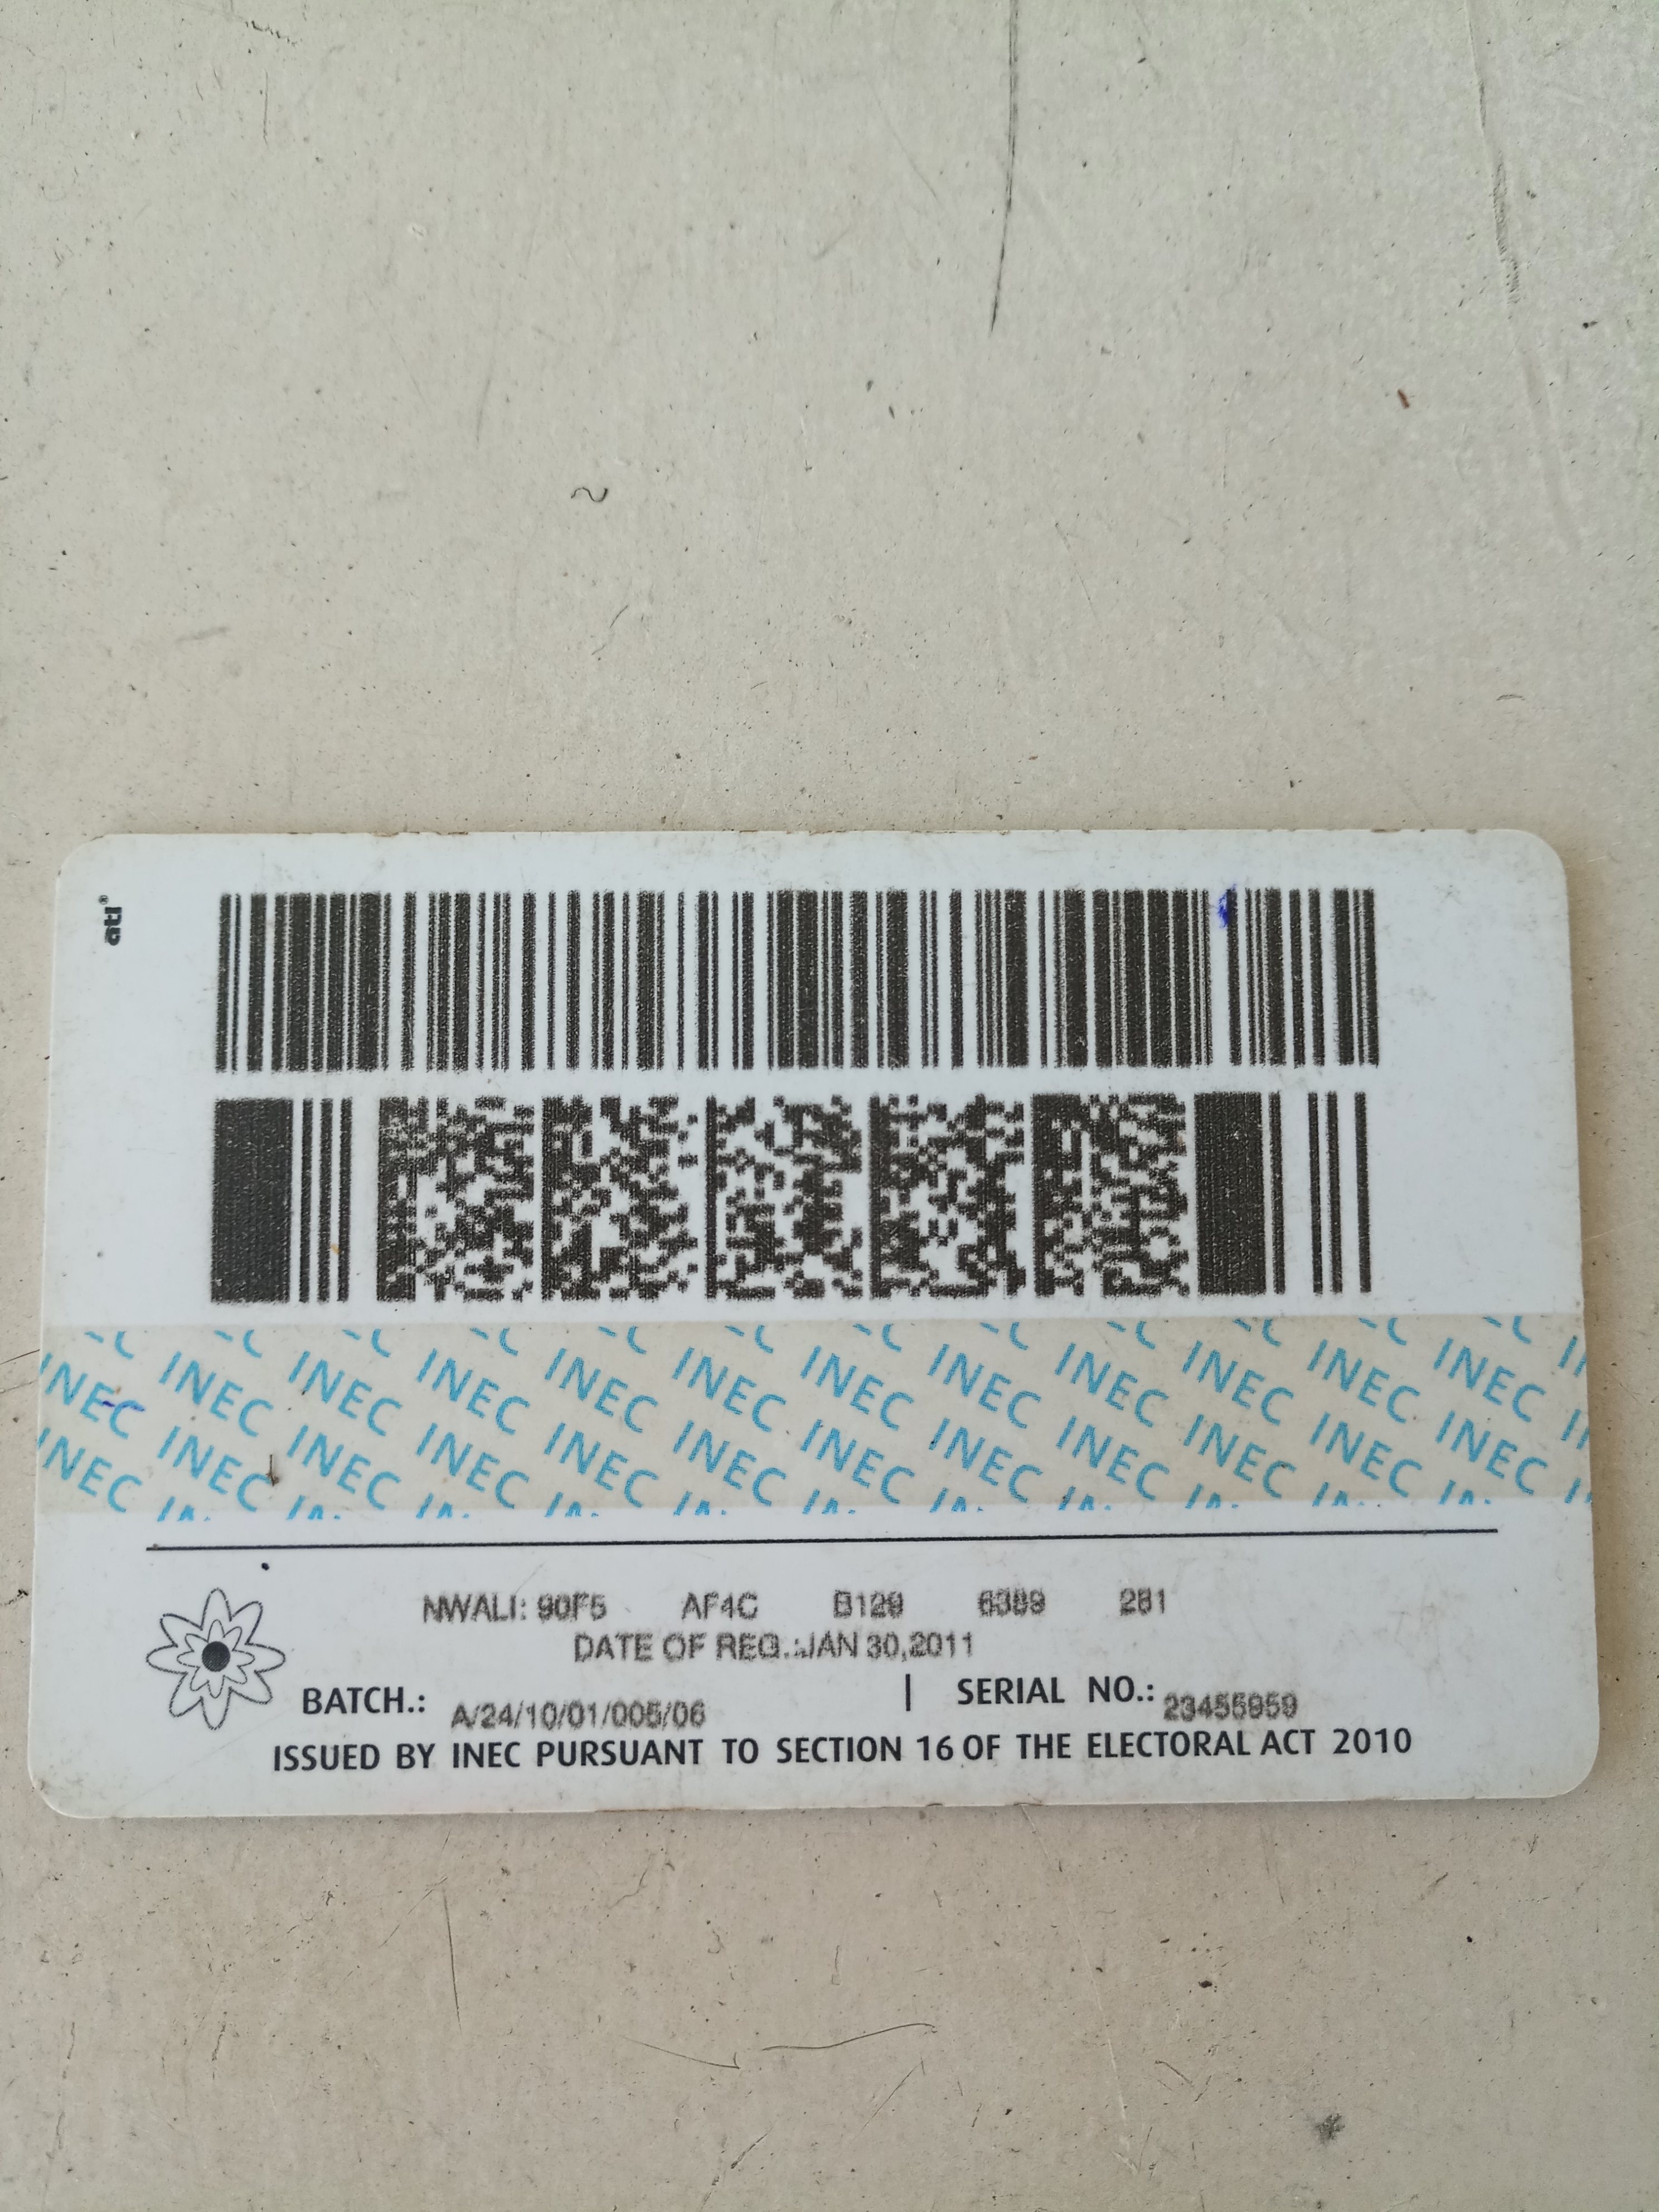 ati®
INEC INEC INEC INEC INEC INEC INEC INEC INEC INEC INEC INEC
INEC INEC INEC INEC INEC INEC INEC INEC INEC INEC INEC INEC
NWALI: 90F5 AF4C B129 6389 281
DATE OF REG.:JAN 30,2011
BATCH.: A/24/10/01/005/06 | SERIAL NO.: 23455959
ISSUED BY INEC PURSUANT TO SECTION 16 OF THE ELECTORAL ACT 2010